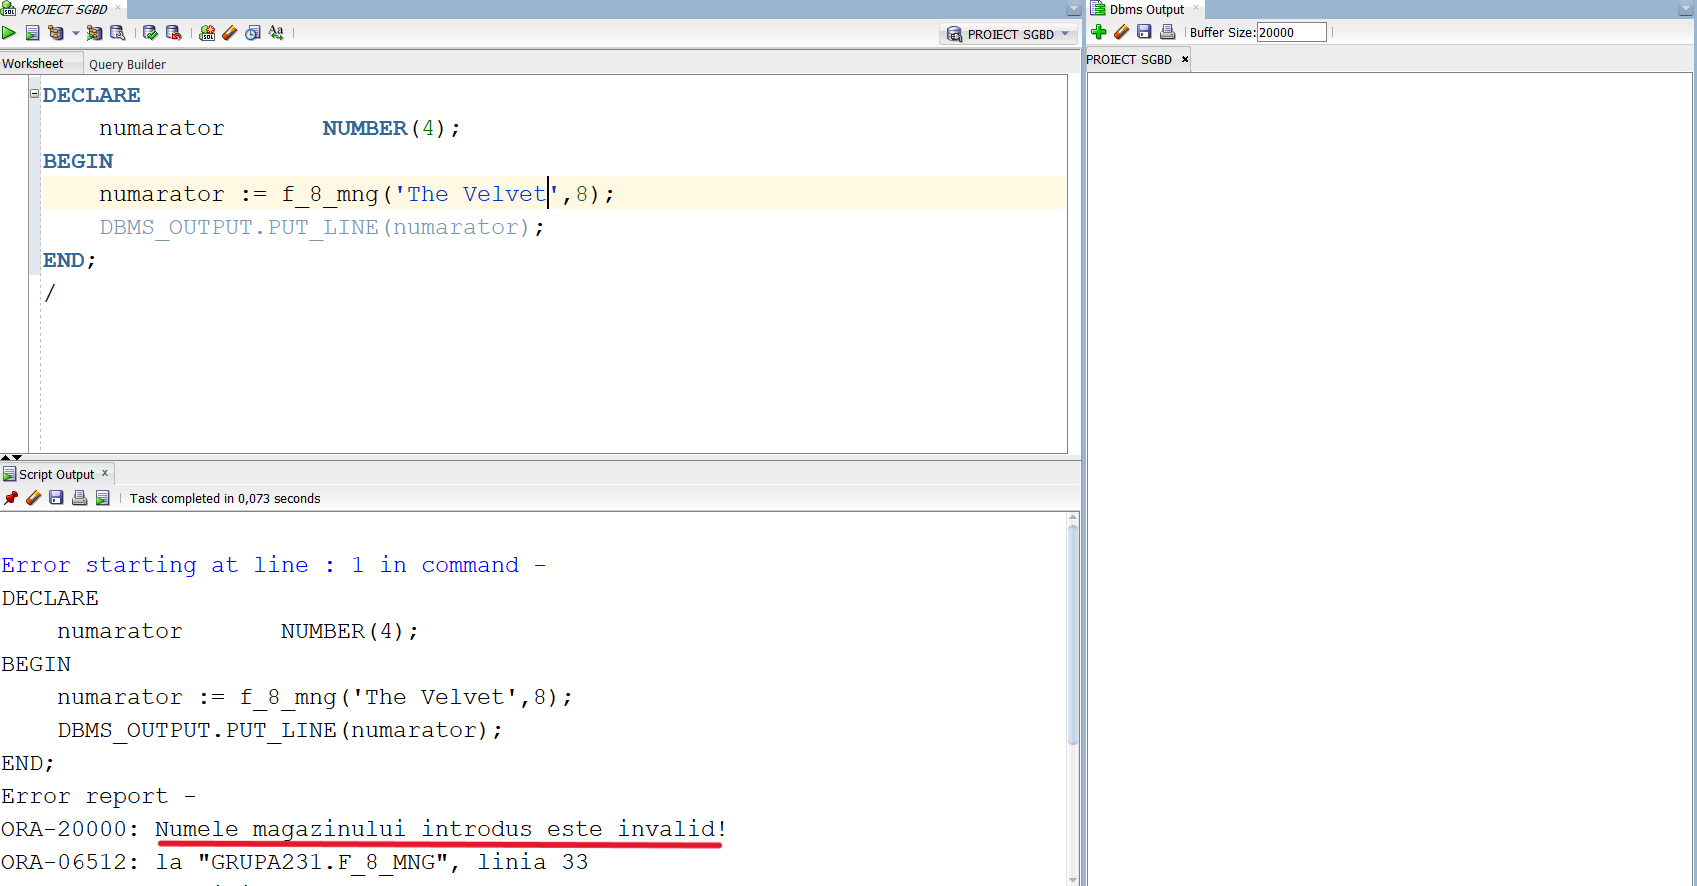 PROIECT SGBD
PROIECT SGBD
Worksheet Query Builder
DECLARE
numarator NUMBER(4);
BEGIN
numarator := f_8_mng('The Velvet',8);
DBMS_OUTPUT.PUT_LINE(numarator);
END;
/
Script Output
Task completed in 0,073 seconds
Error starting at line : 1 in command -
DECLARE
numarator NUMBER(4);
BEGIN
numarator := f_8_mng('The Velvet',8);
DBMS_OUTPUT.PUT_LINE(numarator);
END;
Error report -
ORA-20000: Numele magazinului introdus este invalid!
ORA-06512: la "GRUPA231.F_8_MNG", linia 33
Dbms Output
Buffer Size: 20000
PROIECT SGBD